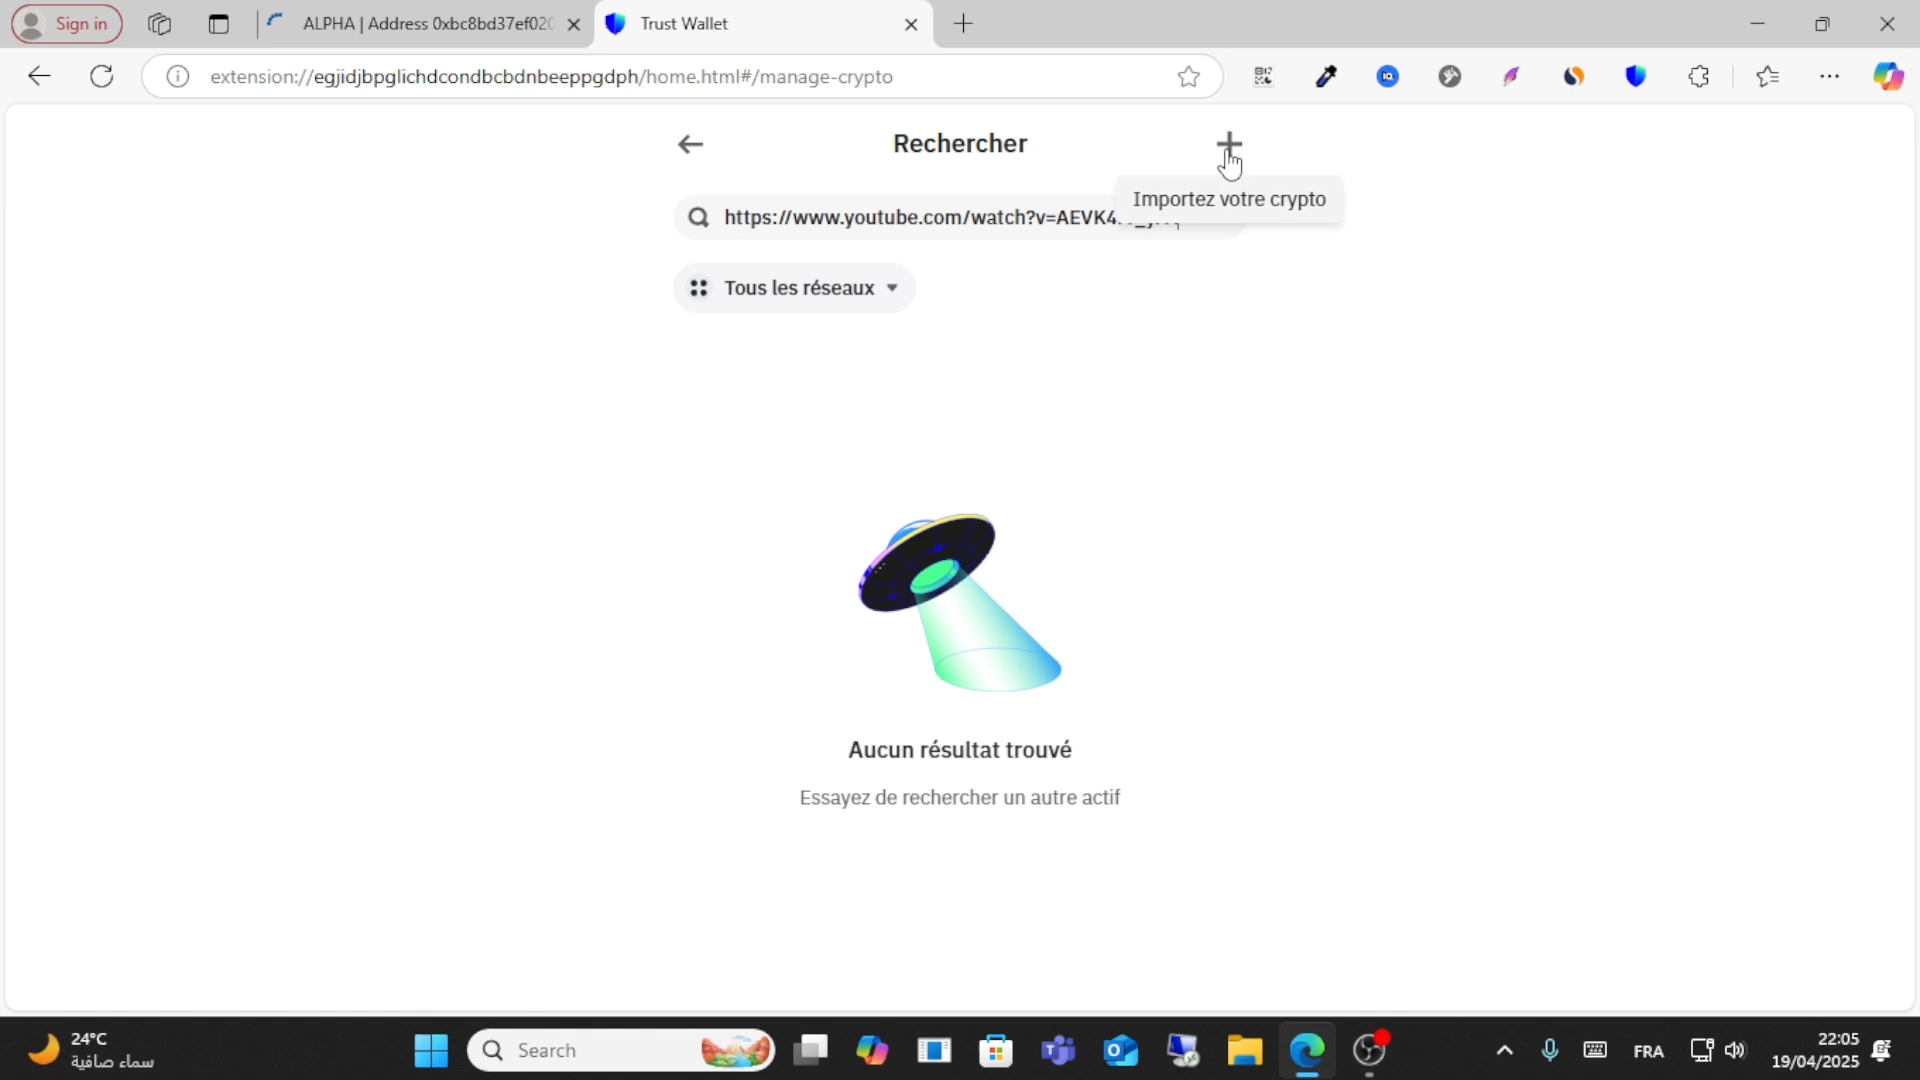 Sign in
ALPHA | Address 0xbc8bd37ef020
Trust Wallet
extension://egjidjbpglichdcondbcbdnbeeppgdph/home.html#/manage-crypto
Rechercher
Importez votre crypto
https://www.youtube.com/watch?v=AEVK4
Tous les réseaux
Aucun résultat trouvé
Essayez de rechercher un autre actif
24°C
سماء صافية
Search
FRA
22:05
19/04/2025